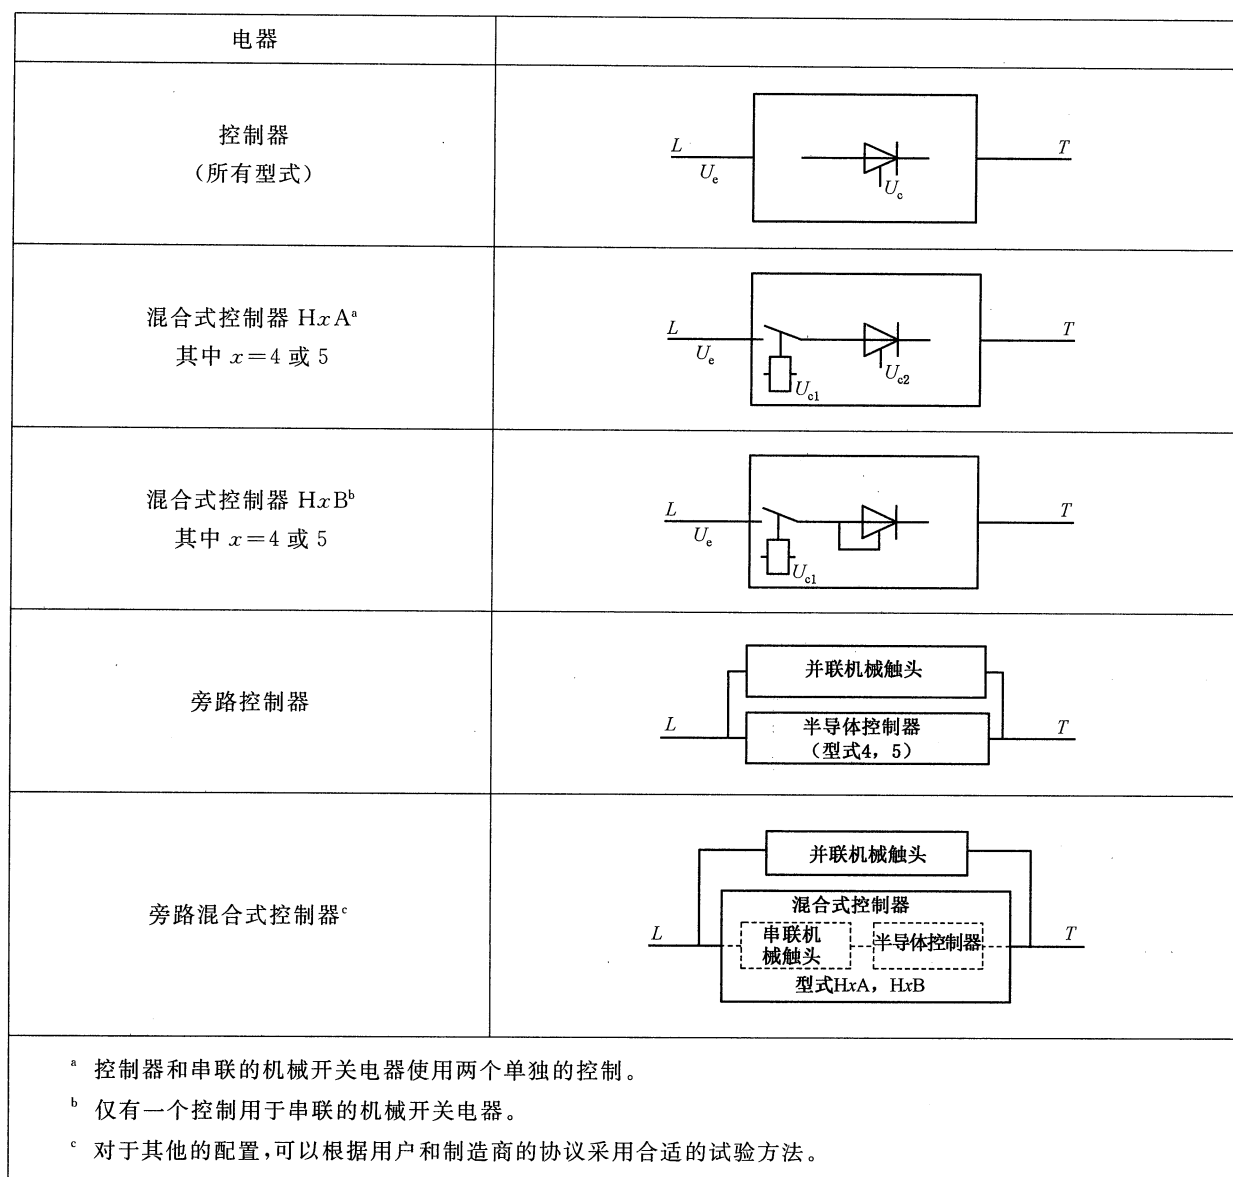 电器
控制器
（所有型式）
L
Ue
Uc
T
混合式控制器 HxAᵃ
其中 x=4 或 5
L
Ue
Uc1
Uc2
T
混合式控制器 HxBᵇ
其中 x=4 或 5
L
Ue
Uc1
T
旁路控制器
并联机械触头
L
半导体控制器
（型式4，5）
T
旁路混合式控制器ᶜ
并联机械触头
混合式控制器
L
串联机
械触头
半导体控制器
T
型式HxA，HxB
ᵃ 控制器和串联的机械开关电器使用两个单独的控制。
ᵇ 仅有一个控制用于串联的机械开关电器。
ᶜ 对于其他的配置,可以根据用户和制造商的协议采用合适的试验方法。